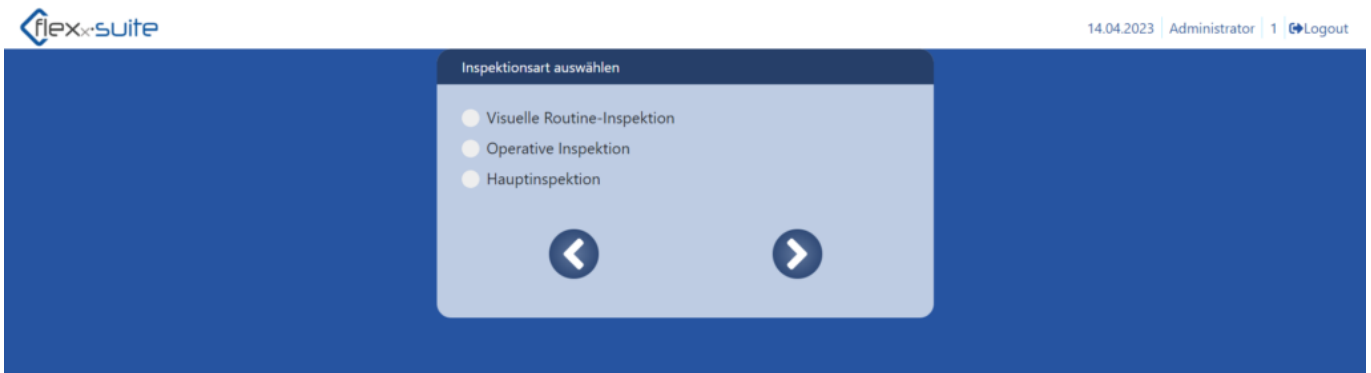 flexx·suite
14.04.2023 Administrator 1 Logout
Inspektionsart auswählen
Visuelle Routine-Inspektion
Operative Inspektion
Hauptinspektion